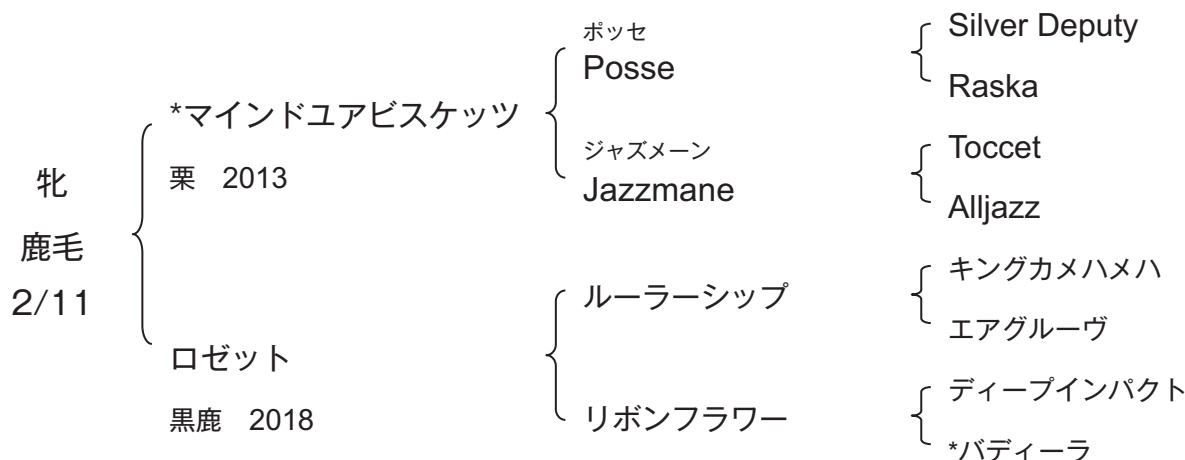 牝
鹿毛
2/11
*マインドユアビスケッツ
栗 2013
ロゼット
黒鹿 2018
ポッセ
Posse
ジャズメーン
Jazzmane
ルーラーシップ
リボンフラワー
Silver Deputy
Raska
Toccet
Alljazz
キングカメハメハ
エアグルーヴ
ディープインパクト
*バディーラ